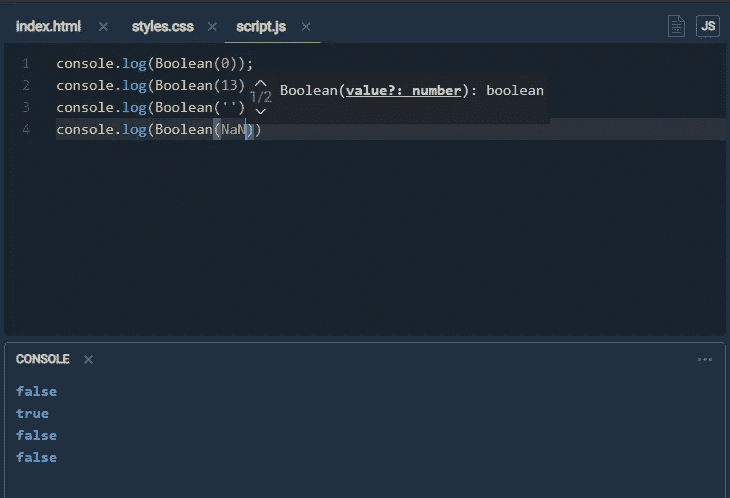 index.html × styles.css × script.js × JS
1 console.log(Boolean(0));
2 console.log(Boolean(13)
1/2 Boolean(value?: number): boolean
3 console.log(Boolean('')
4 console.log(Boolean(NaN))
CONSOLE × ...
false
true
false
false